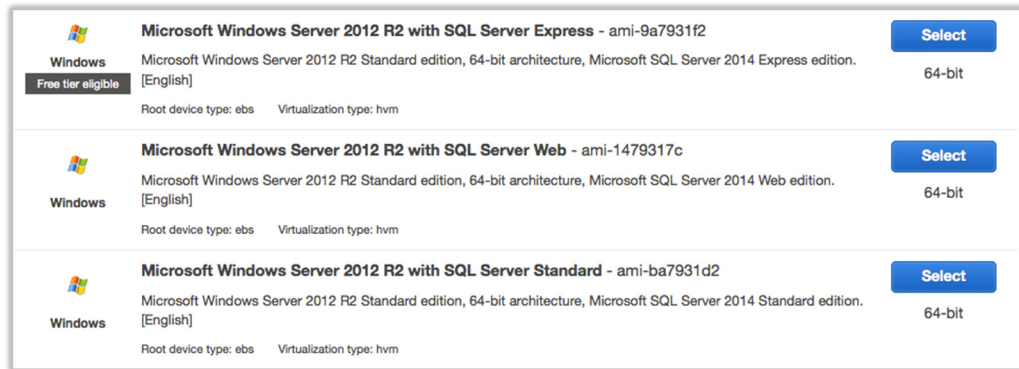 Microsoft Windows Server 2012 R2 with SQL Server Express - ami-9a7931f2
Select
Windows
Microsoft Windows Server 2012 R2 Standard edition, 64-bit architecture, Microsoft SQL Server 2014 Express edition.
64-bit
Free tier eligible
[English]
Root device type: ebs Virtualization type: hvm
Microsoft Windows Server 2012 R2 with SQL Server Web - ami-1479317c
Select
Microsoft Windows Server 2012 R2 Standard edition, 64-bit architecture, Microsoft SQL Server 2014 Web edition.
64-bit
Windows
[English]
Root device type: ebs Virtualization type: hvm
Microsoft Windows Server 2012 R2 with SQL Server Standard - ami-ba7931d2
Select
Microsoft Windows Server 2012 R2 Standard edition, 64-bit architecture, Microsoft SQL Server 2014 Standard edition.
64-bit
Windows
[English]
Root device type: ebs Virtualization type: hvm